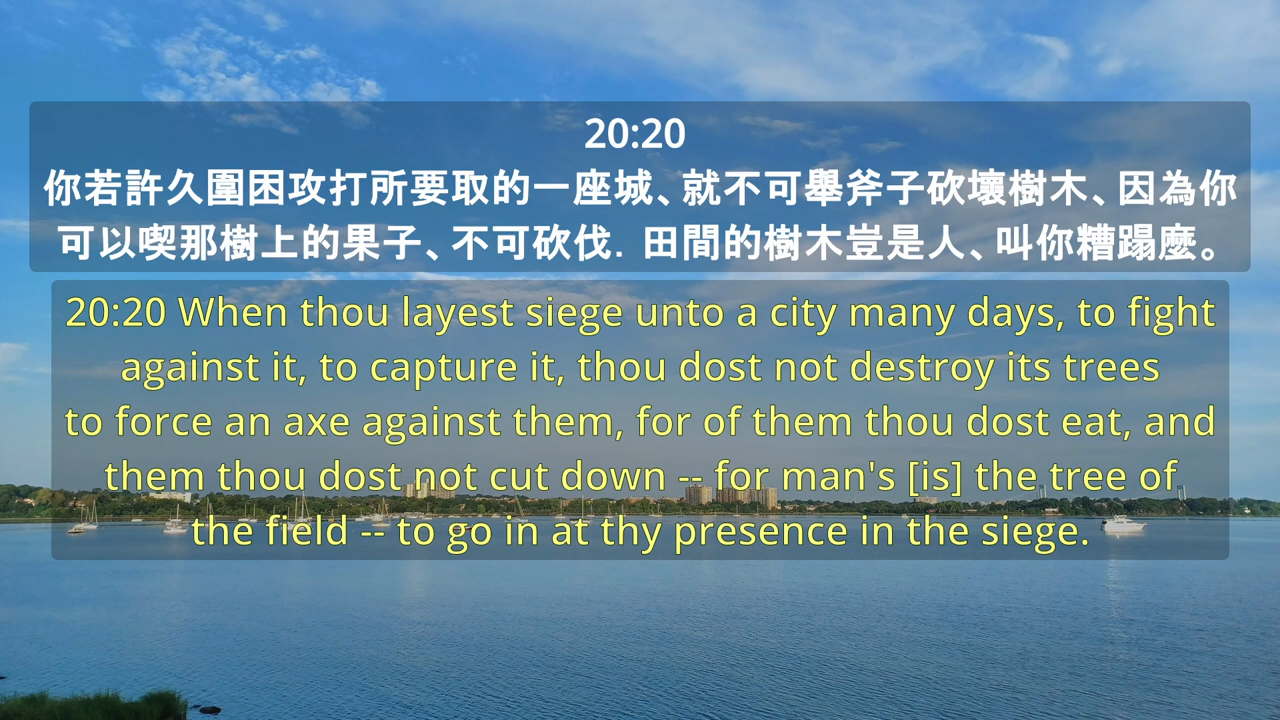 20:20
你若許久圍困攻打所要取的一座城、就不可舉斧子砍壞樹木、因為你
可以喫那樹上的果子、不可砍伐．田間的樹木豈是人、叫你糟蹋麼。
20:20 When thou layest siege unto a city many days, to fight
against it, to capture it, thou dost not destroy its trees
to force an axe against them, for of them thou dost eat, and
them thou dost not cut down -- for man's [is] the tree of
the field -- to go in at thy presence in the siege.